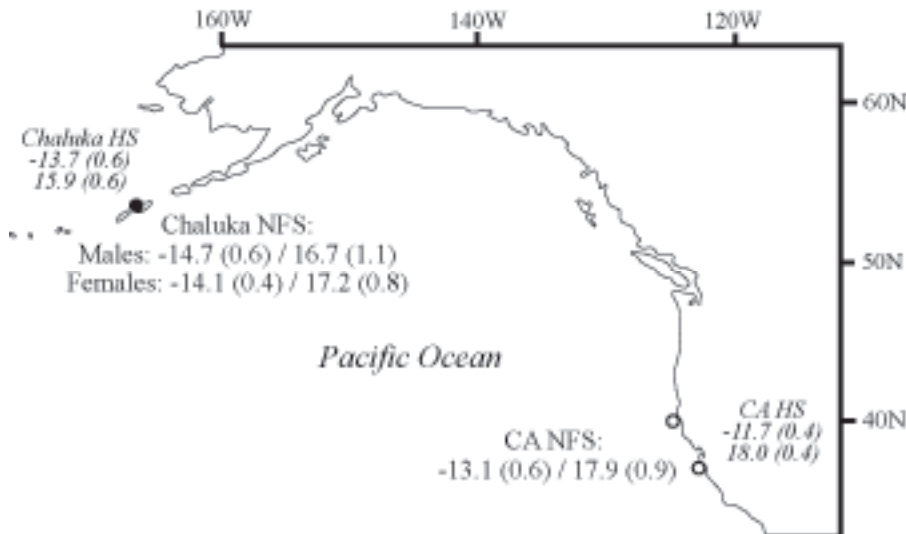 160W
140W
120W
60N
Chaluka HS
-13.7 (0.6)
15.9 (0.6)
Chaluka NFS:
Males: -14.7 (0.6) / 16.7 (1.1)
Females: -14.1 (0.4) / 17.2 (0.8)
50N
Pacific Ocean
CA HS
-11.7 (0.4)
18.0 (0.4)
40N
CA NFS:
-13.1 (0.6) / 17.9 (0.9)